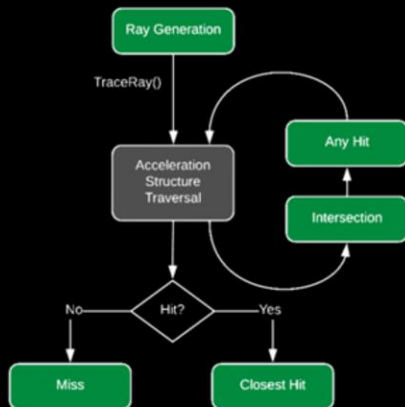 Ray Generation
TraceRay()
Acceleration
Structure
Traversal
Any Hit
Intersection
No
Hit?
Yes
Miss
Closest Hit